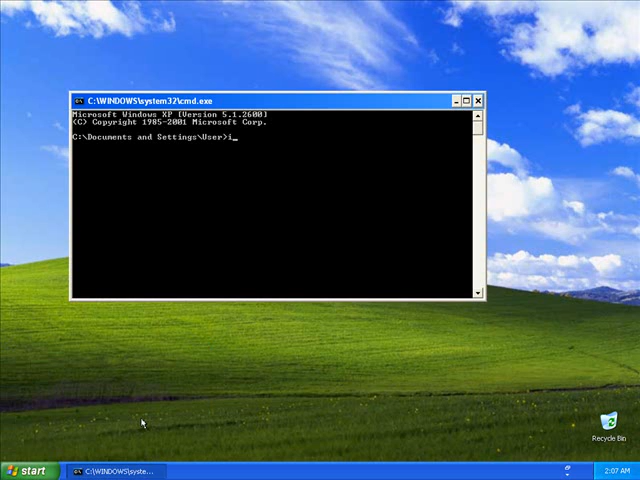 C:\WINDOWS\system32\cmd.exe
Microsoft Windows XP [Version 5.1.2600]
(C) Copyright 1985-2001 Microsoft Corp.
C:\Documents and Settings\User>i_
Recycle Bin
start
C:\WINDOWS\syste...
2:07 AM